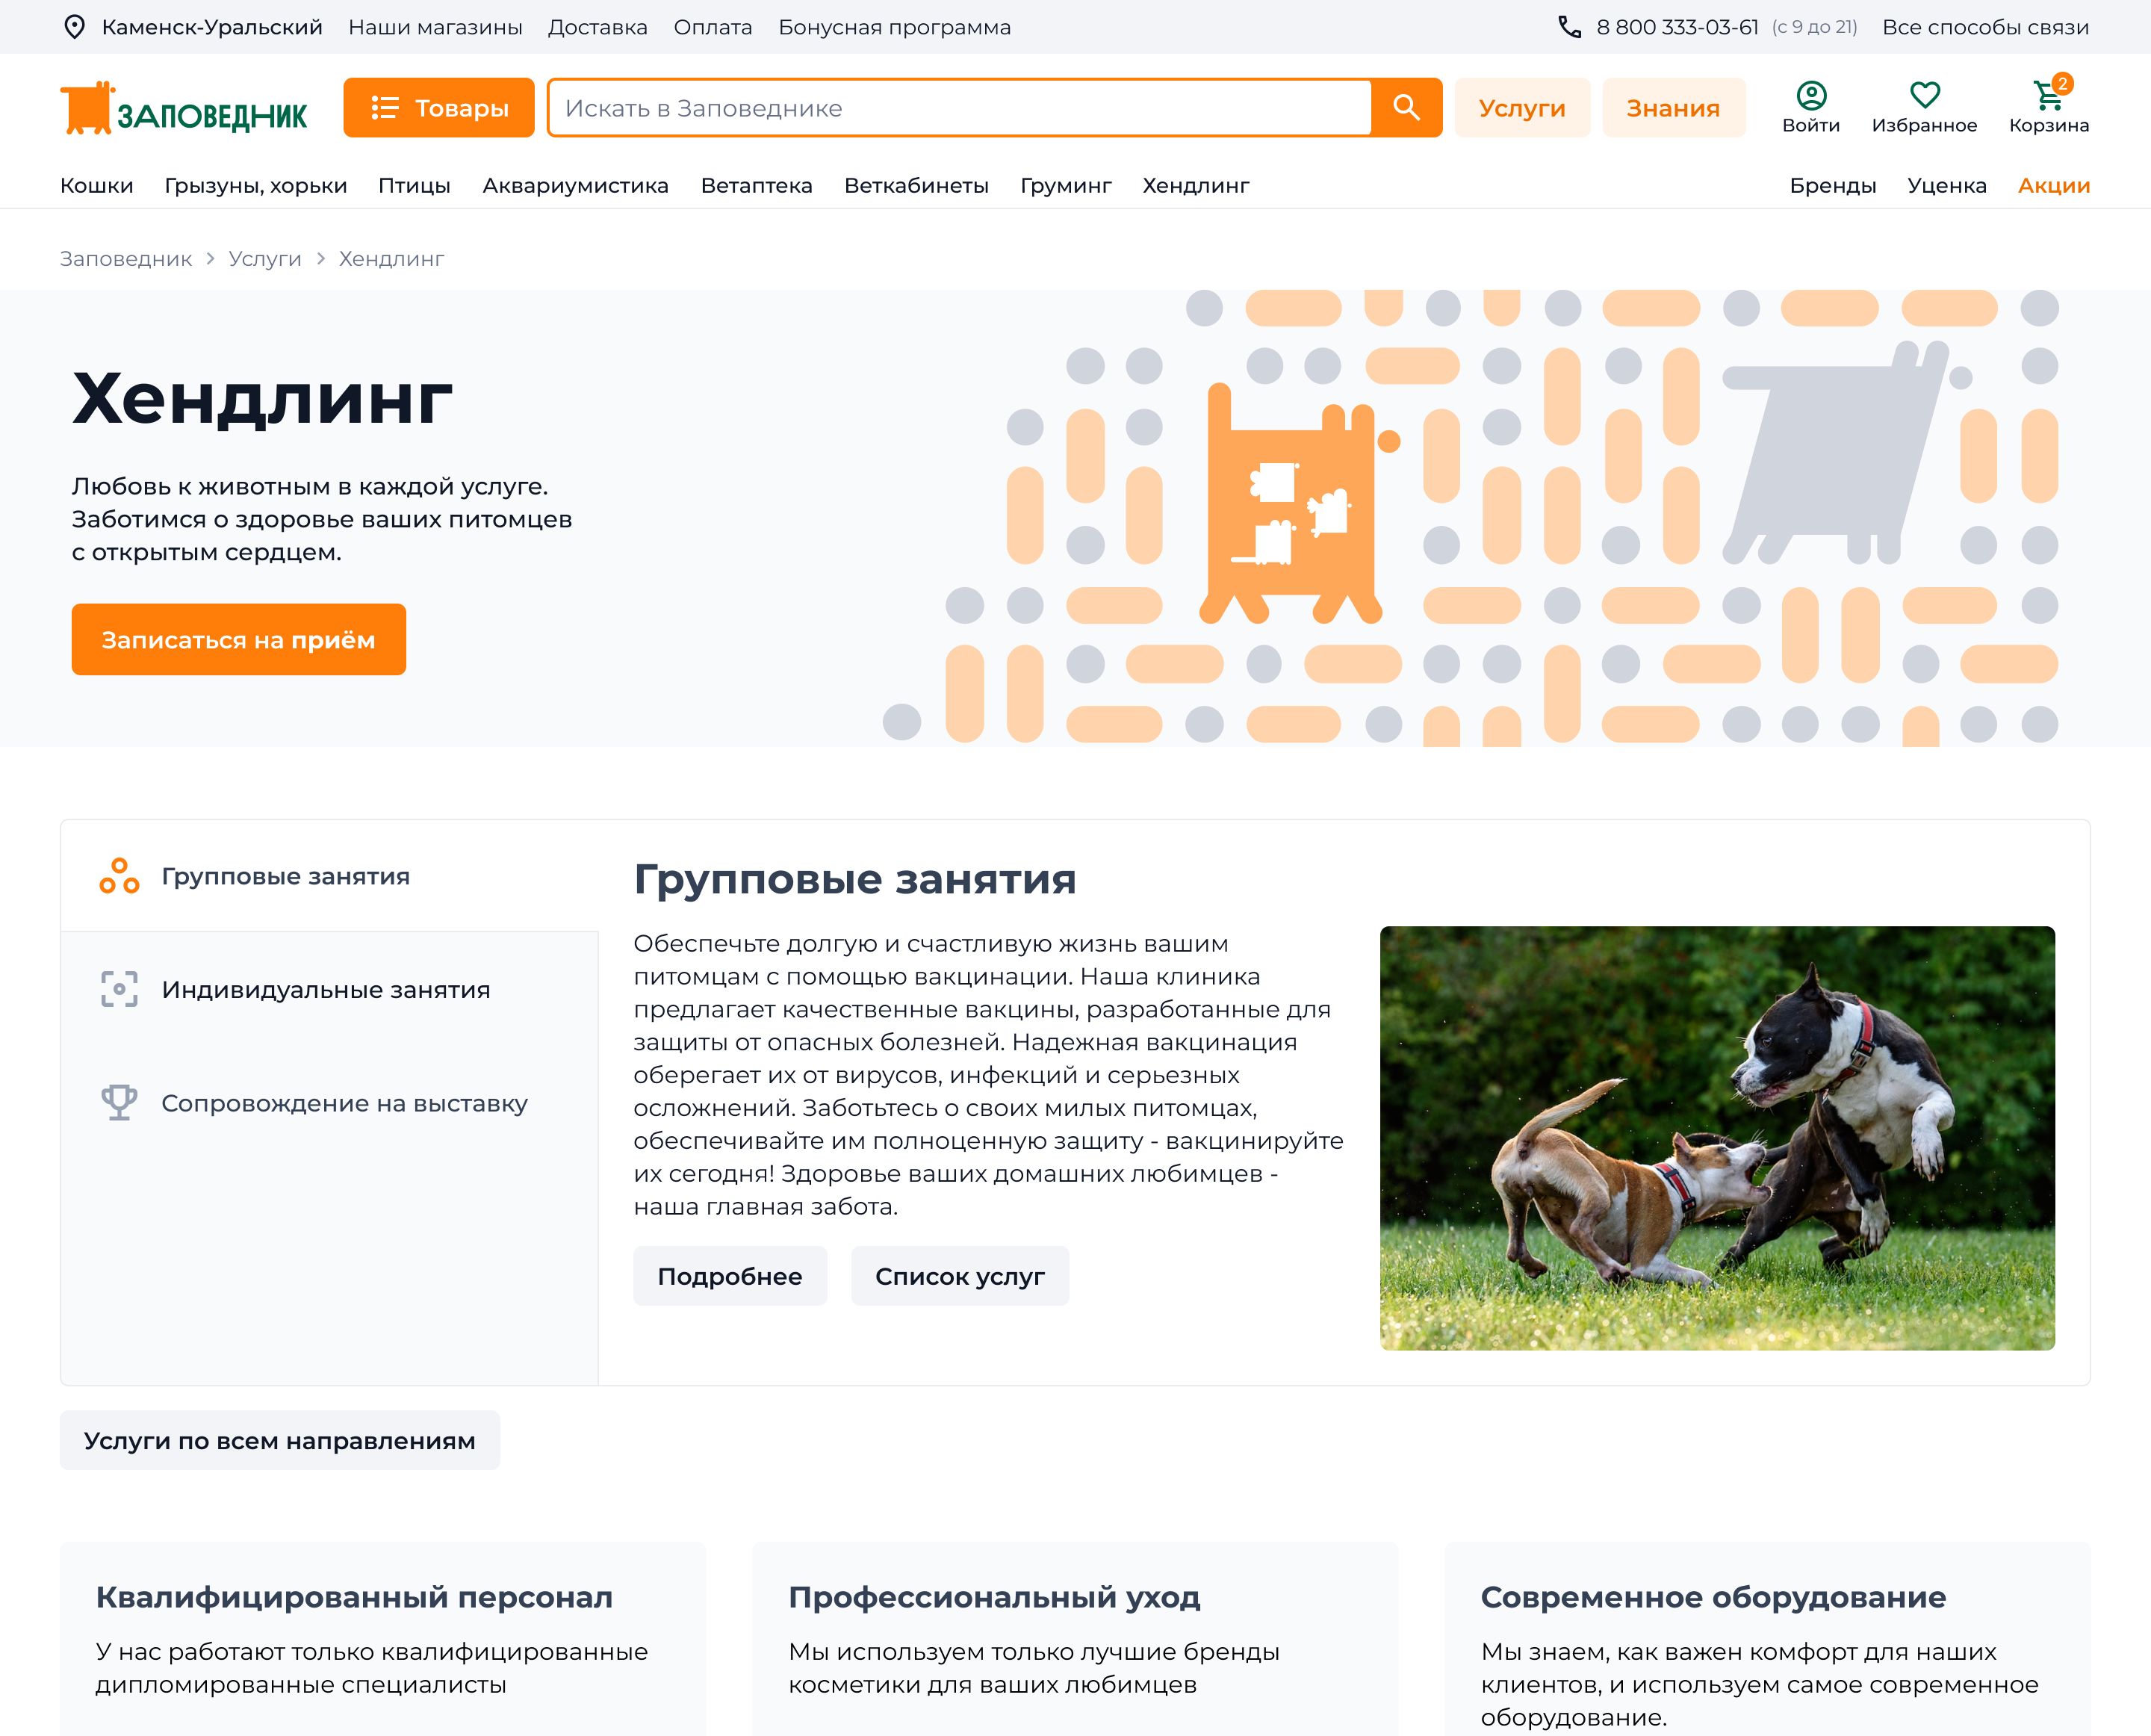 Каменск-Уральский Наши магазины Доставка Оплата Бонусная программа 8 800 333-03-61 (с 9 до 21) Все способы связи
ЗАПОВЕДНИК Товары Искать в Заповеднике Услуги Знания Войти Избранное 2 Корзина
Кошки Грызуны, хорьки Птицы Аквариумистика Ветаптека Веткабинеты Груминг Хендлинг Бренды Уценка Акции
Заповедник > Услуги > Хендлинг
Хендлинг
Любовь к животным в каждой услуге.
Заботимся о здоровье ваших питомцев
с открытым сердцем.
Записаться на приём
Групповые занятия
Индивидуальные занятия
Сопровождение на выставку
Групповые занятия
Обеспечьте долгую и счастливую жизнь вашим
питомцам с помощью вакцинации. Наша клиника
предлагает качественные вакцины, разработанные для
защиты от опасных болезней. Надежная вакцинация
оберегает их от вирусов, инфекций и серьезных
осложнений. Заботьтесь о своих милых питомцах,
обеспечивайте им полноценную защиту - вакцинируйте
их сегодня! Здоровье ваших домашних любимцев -
наша главная забота.
Подробнее Список услуг
Услуги по всем направлениям
Квалифицированный персонал
У нас работают только квалифицированные
дипломированные специалисты
Профессиональный уход
Мы используем только лучшие бренды
косметики для ваших любимцев
Современное оборудование
Мы знаем, как важен комфорт для наших
клиентов, и используем самое современное
оборудование.